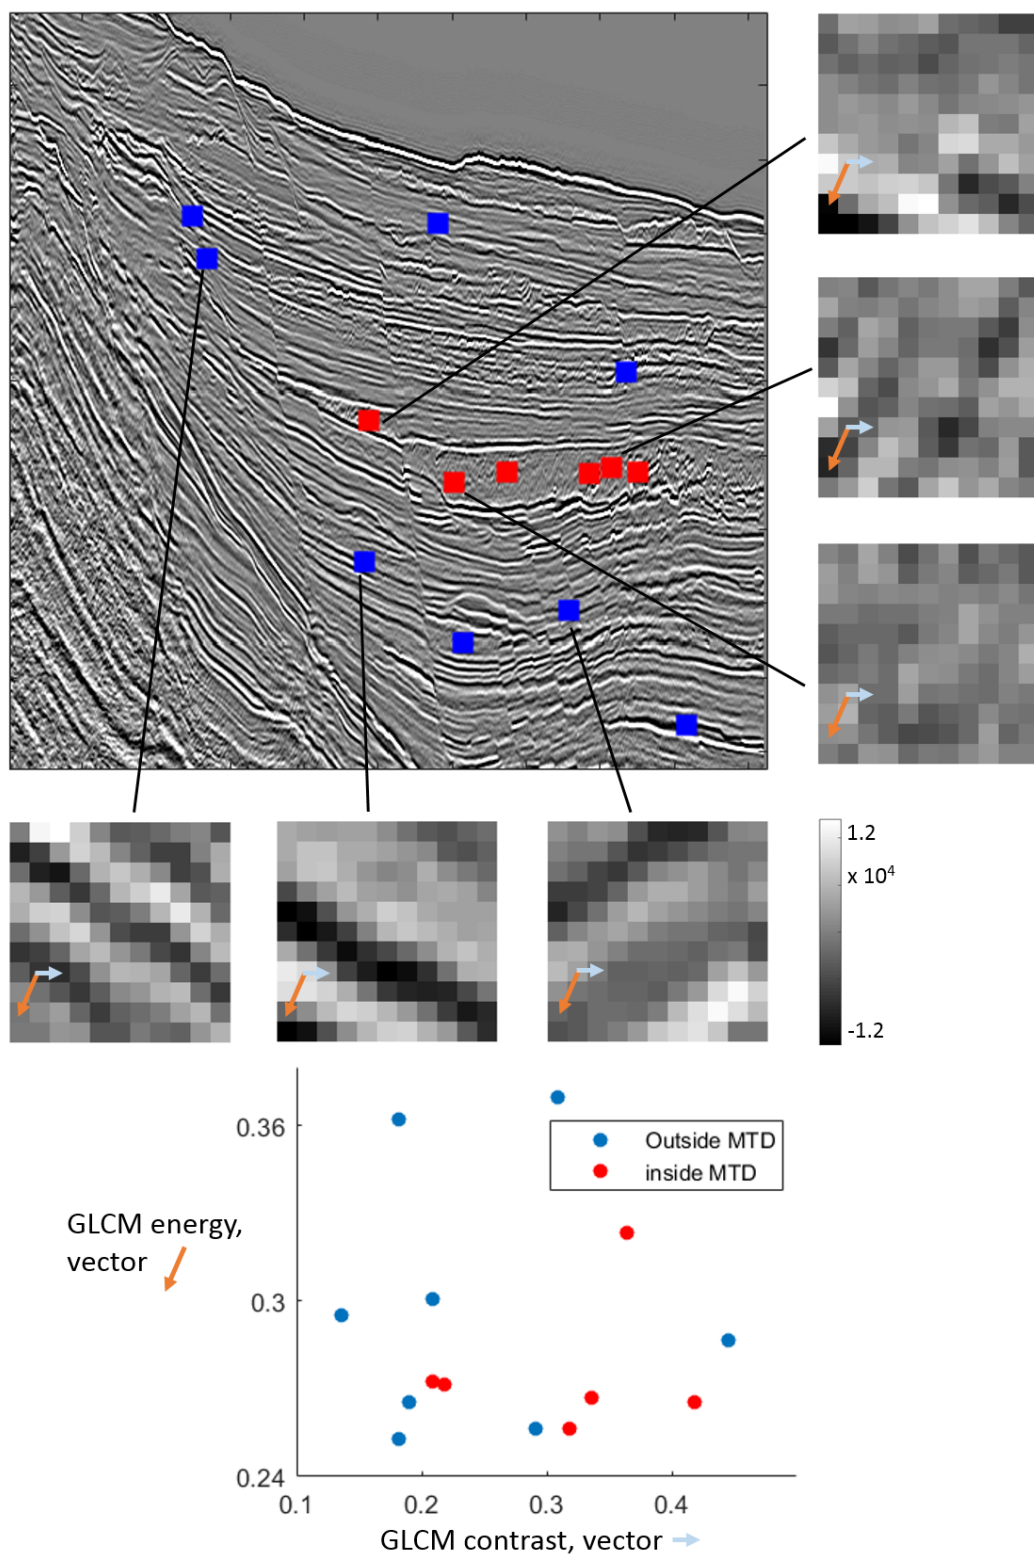 1.2
x 10⁴
-1.2
0.36
Outside MTD
inside MTD
GLCM energy,
vector
0.3
0.24
0.1 0.2 0.3 0.4
GLCM contrast, vector